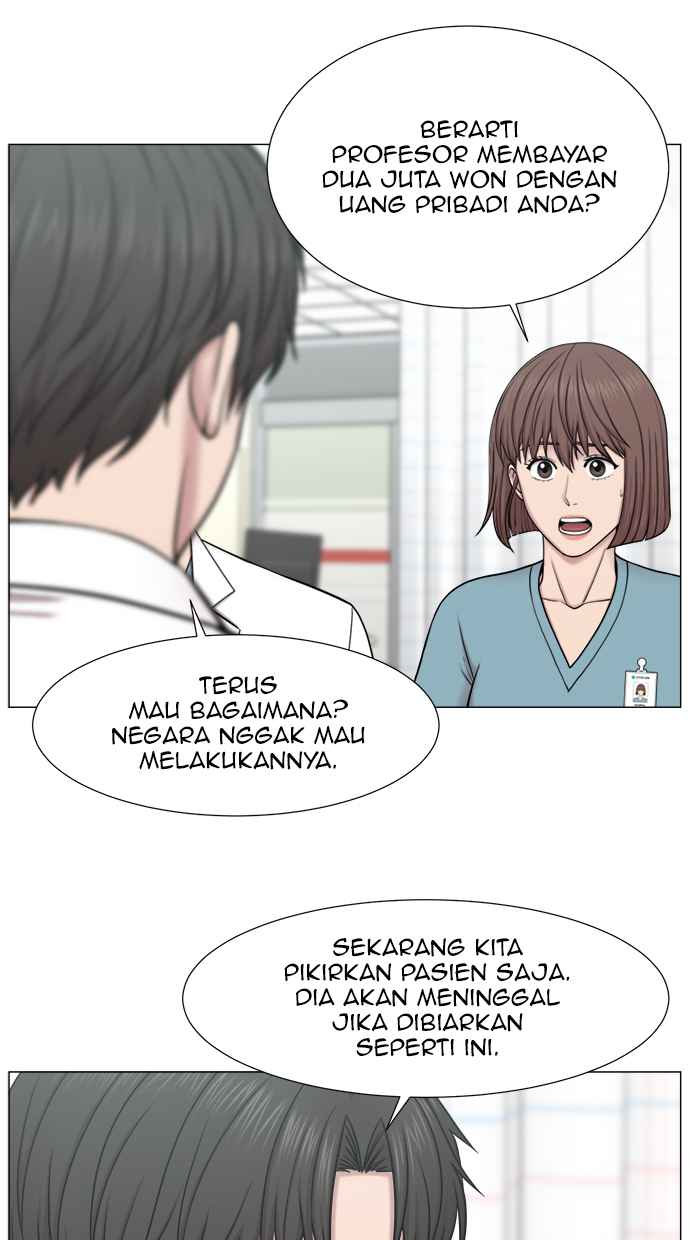 BERARTI
PROFESOR MEMBAYAR
DUA JUTA WON DENGAN
UANG PRIBADI ANDA?
TERUS
MAU BAGAIMANA?
NEGARA NGGAK MAU
MELAKUKANNYA.
SEKARANG KITA
PIKIRKAN PASIEN SAJA.
DIA AKAN MENINGGAL
JIKA DIBIARKAN
SEPERTI INI.